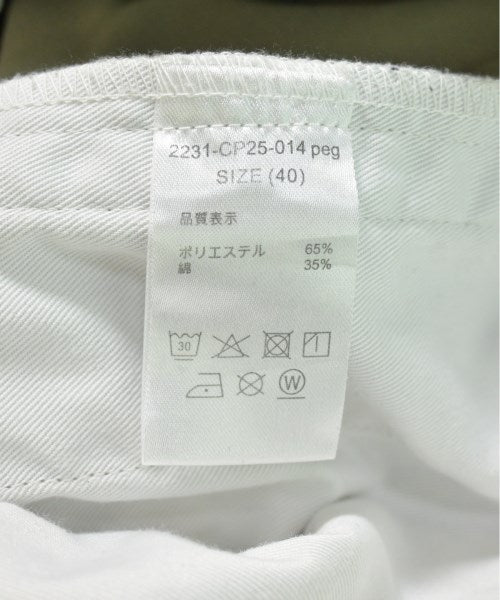 2231-CP25-014 peg
SIZE (40)
品質表示
ポリエステル 65%
綿 35%
30
W